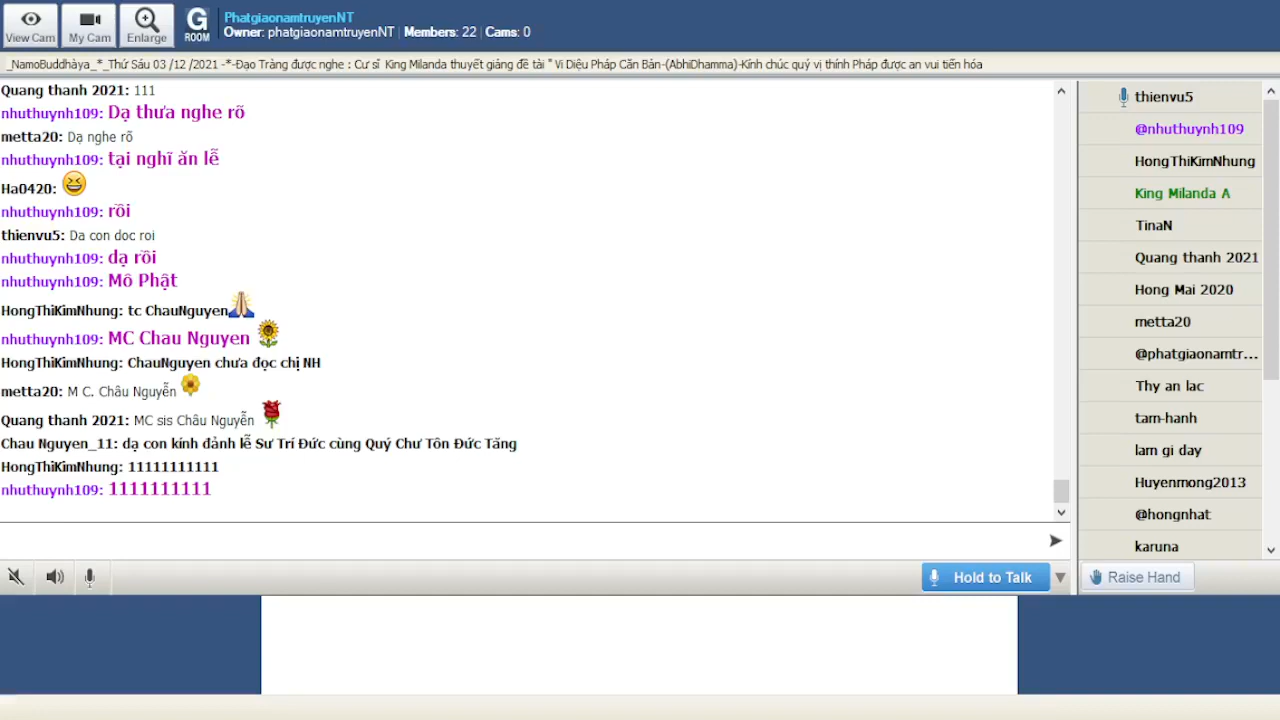 View Cam
My Cam
Enlarge
G
ROOM
PhatgiaonamtruyenNT
Owner: phatgiaonamtruyenNT | Members: 22 | Cams: 0
_NamoBuddhàya_*_Thứ Sáu 03 /12 /2021 -*-Đạo Tràng được nghe : Cư sĩ King Milanda thuyết giảng đề tài " Vi Diệu Pháp Căn Bản-(AbhiDhamma)-Kính chúc quý vị thính Pháp được an vui tiến hóa
Quang thanh 2021: 111
nhuthuynh109: Dạ thưa nghe rõ
metta20: Dạ nghe rõ
nhuthuynh109: tại nghĩ ăn lễ
Ha0420: 😆
nhuthuynh109: rồi
thienvu5: Da con doc roi
nhuthuynh109: dạ rồi
nhuthuynh109: Mô Phật
HongThiKimNhung: tc ChauNguyen🙏
nhuthuynh109: MC Chau Nguyen 🌻
HongThiKimNhung: ChauNguyen chưa đọc chị NH
metta20: M C. Châu Nguyễn 🌼
Quang thanh 2021: MC sis Châu Nguyễn 🌹
Chau Nguyen_11: dạ con kính đảnh lễ Sư Trí Đức cùng Quý Chư Tôn Đức Tăng
HongThiKimNhung: 11111111111
nhuthuynh109: 1111111111
thienvu5
@nhuthuynh109
HongThiKimNhung
King Milanda A
TinaN
Quang thanh 2021
Hong Mai 2020
metta20
@phatgiaonamtr...
Thy an lac
tam-hanh
lam gi day
Huyenmong2013
@hongnhat
karuna
Hold to Talk
Raise Hand